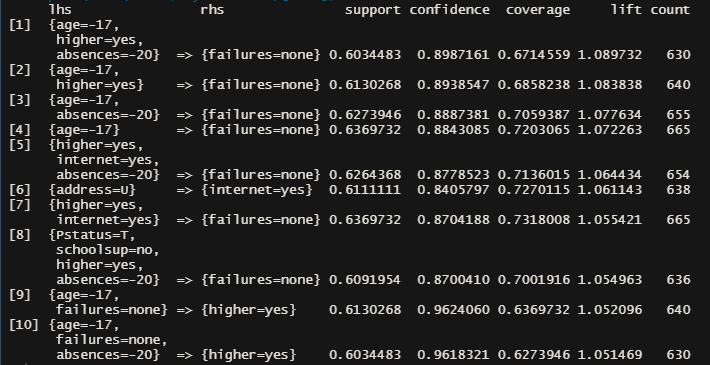 lhs rhs support confidence coverage lift count
[1] {age=-17,
higher=yes,
absences=-20} => {failures=none} 0.6034483 0.8987161 0.6714559 1.089732 630
[2] {age=-17,
higher=yes} => {failures=none} 0.6130268 0.8938547 0.6858238 1.083838 640
[3] {age=-17,
absences=-20} => {failures=none} 0.6273946 0.8887381 0.7059387 1.077634 655
[4] {age=-17} => {failures=none} 0.6369732 0.8843085 0.7203065 1.072263 665
[5] {higher=yes,
internet=yes,
absences=-20} => {failures=none} 0.6264368 0.8778523 0.7136015 1.064434 654
[6] {address=U} => {internet=yes} 0.6111111 0.8405797 0.7270115 1.061143 638
[7] {higher=yes,
internet=yes} => {failures=none} 0.6369732 0.8704188 0.7318008 1.055421 665
[8] {Pstatus=T,
schoolsup=no,
higher=yes,
absences=-20} => {failures=none} 0.6091954 0.8700410 0.7001916 1.054963 636
[9] {age=-17,
failures=none} => {higher=yes} 0.6130268 0.9624060 0.6369732 1.052096 640
[10] {age=-17,
failures=none,
absences=-20} => {higher=yes} 0.6034483 0.9618321 0.6273946 1.051469 630